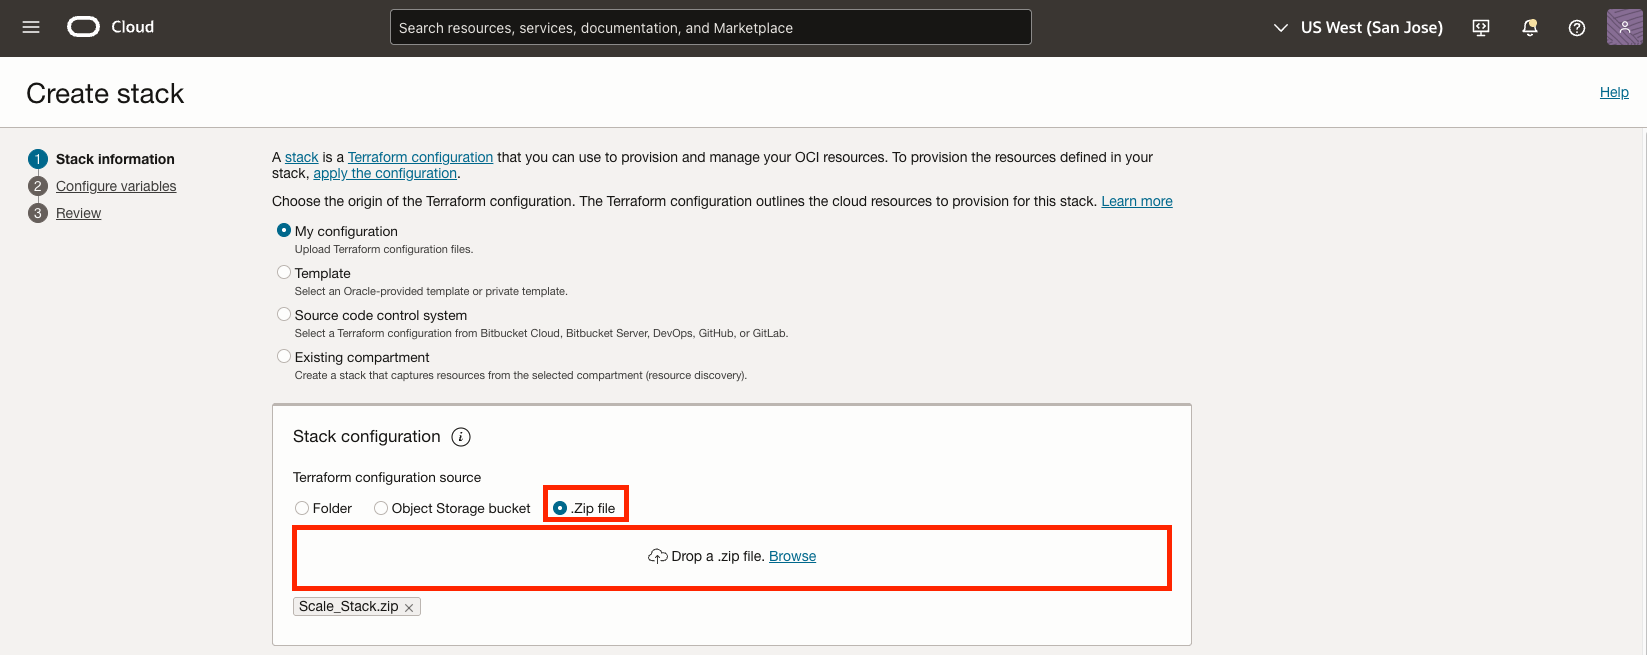 Cloud
Search resources, services, documentation, and Marketplace
US West (San Jose)
Create stack
Help
1 Stack information
2 Configure variables
3 Review
A stack is a Terraform configuration that you can use to provision and manage your OCI resources. To provision the resources defined in your
stack, apply the configuration.
Choose the origin of the Terraform configuration. The Terraform configuration outlines the cloud resources to provision for this stack. Learn more
My configuration
Upload Terraform configuration files.
Template
Select an Oracle-provided template or private template.
Source code control system
Select a Terraform configuration from Bitbucket Cloud, Bitbucket Server, DevOps, GitHub, or GitLab.
Existing compartment
Create a stack that captures resources from the selected compartment (resource discovery).
Stack configuration i
Terraform configuration source
Folder Object Storage bucket .Zip file
Drop a .zip file. Browse
Scale_Stack.zip